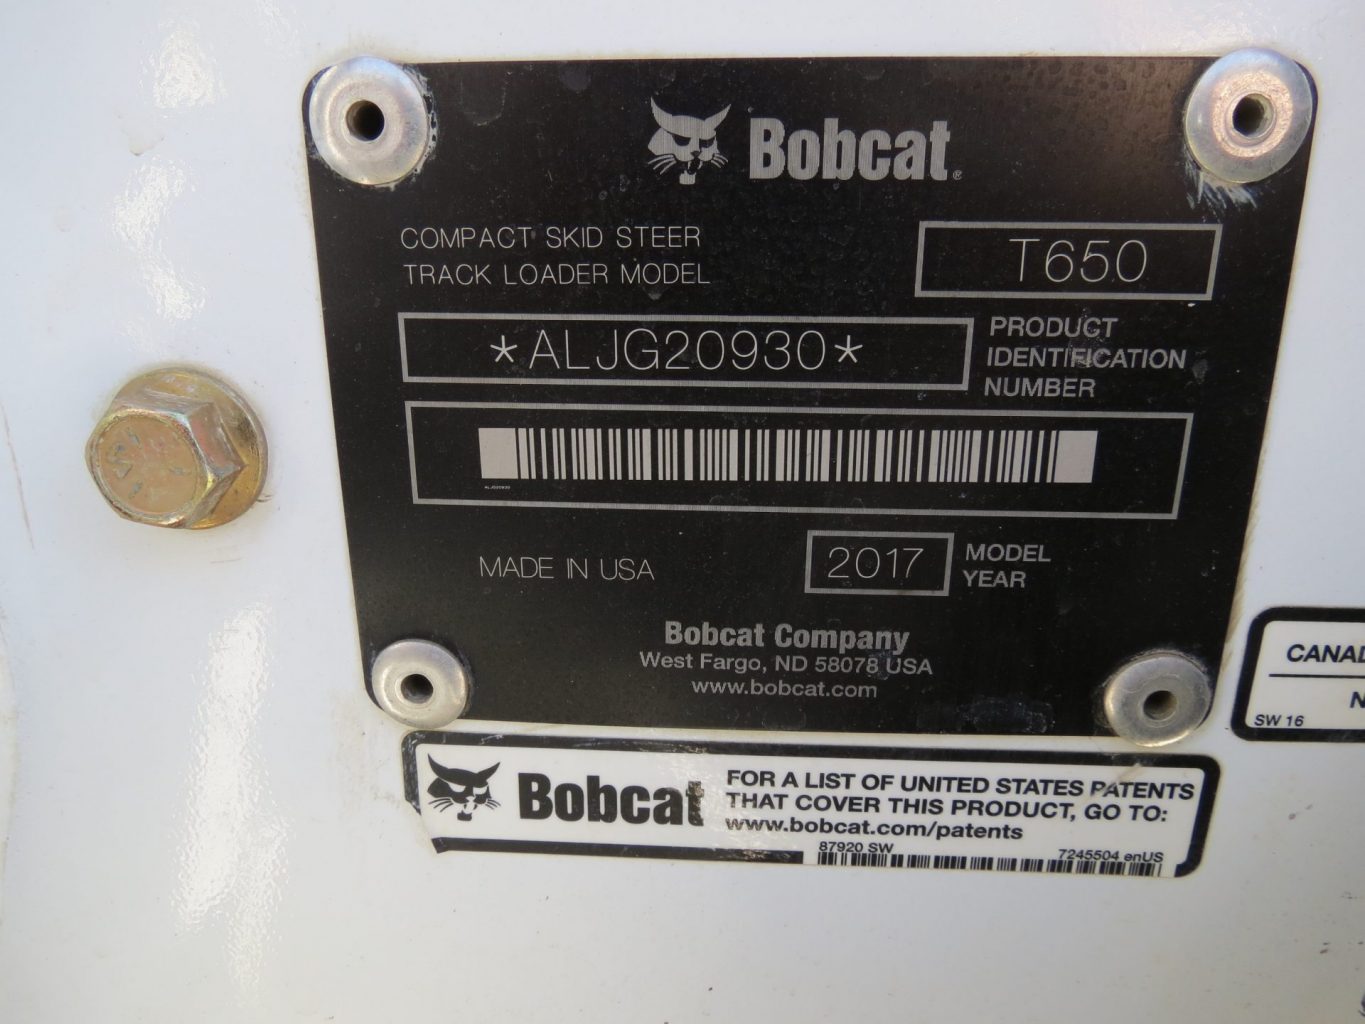 Bobcat®
COMPACT SKID STEER
TRACK LOADER MODEL
T650
*ALJG20930*
PRODUCT
IDENTIFICATION
NUMBER
MADE IN USA
2017
MODEL
YEAR
Bobcat Company
West Fargo, ND 58078 USA
www.bobcat.com
Bobcat
FOR A LIST OF UNITED STATES PATENTS
THAT COVER THIS PRODUCT, GO TO:
www.bobcat.com/patents
87920 SW
7245504 enUS
CANAD
N
SW 16